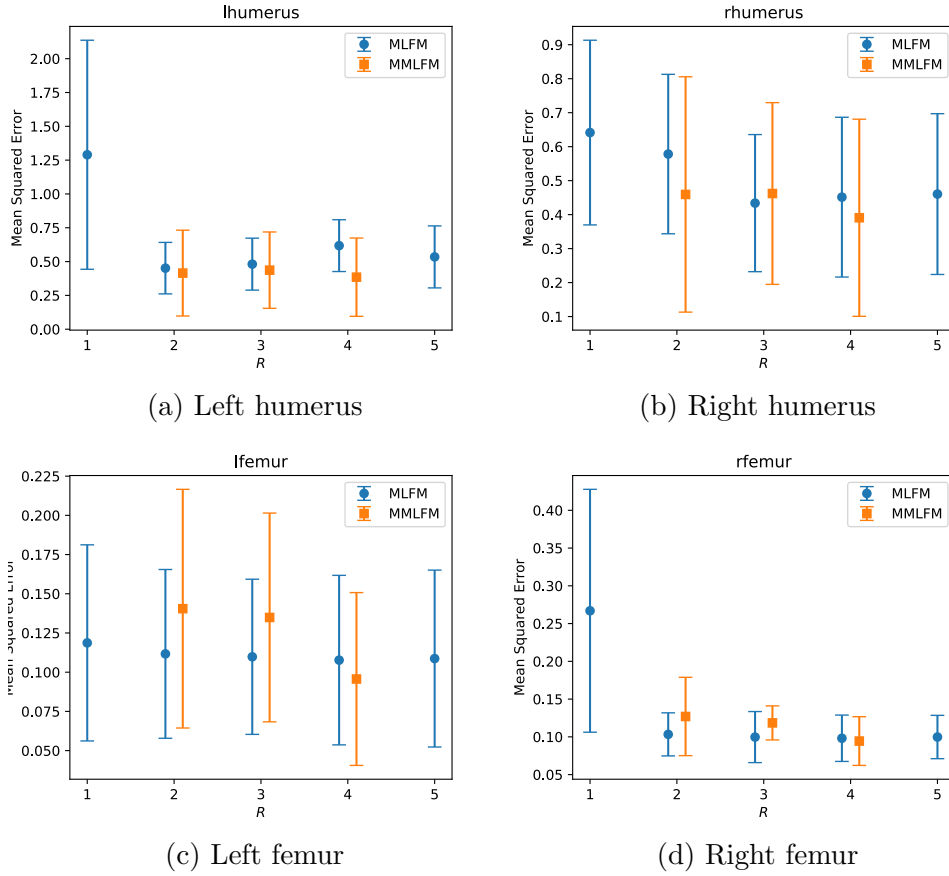 lhumerus
Mean Squared Error
2.00
1.75
1.50
1.25
1.00
0.75
0.50
0.25
0.00
MLFM
MMLFM
1 2 3 4 5
R
(a) Left humerus
rhumerus
Mean Squared Error
0.9
0.8
0.7
0.6
0.5
0.4
0.3
0.2
0.1
MLFM
MMLFM
1 2 3 4 5
R
(b) Right humerus
lfemur
Mean Squared Error
0.225
0.200
0.175
0.150
0.125
0.100
0.075
0.050
MLFM
MMLFM
1 2 3 4 5
R
(c) Left femur
rfemur
Mean Squared Error
0.40
0.35
0.30
0.25
0.20
0.15
0.10
0.05
MLFM
MMLFM
1 2 3 4 5
R
(d) Right femur